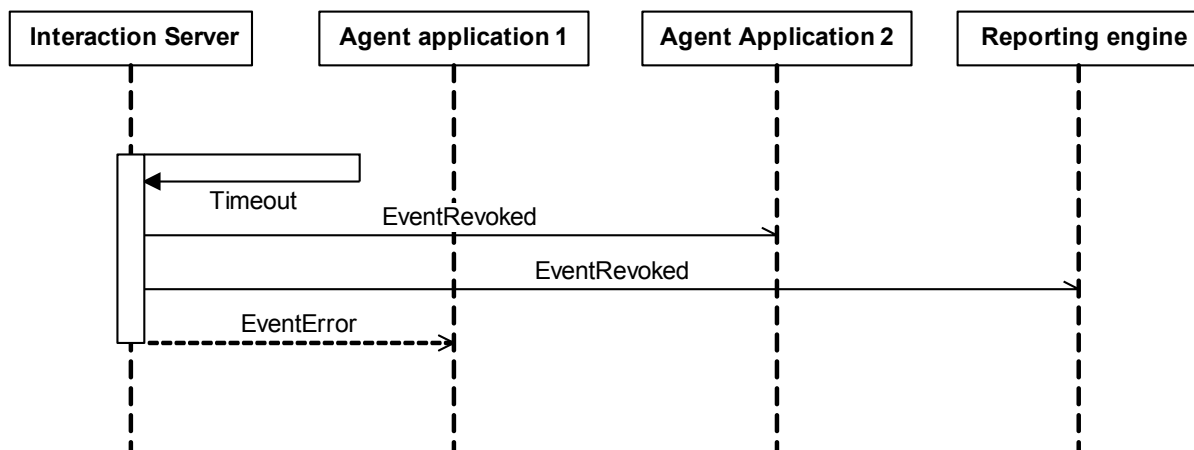 Interaction Server
Agent application 1
Agent Application 2
Reporting engine
Timeout
EventRevoked
EventRevoked
EventError